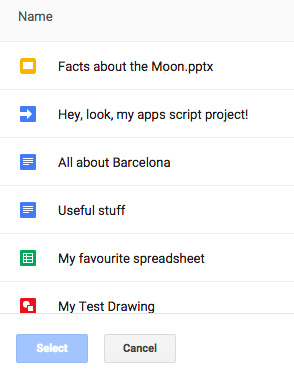 Name
Facts about the Moon.pptx
Hey, look, my apps script project!
All about Barcelona
Useful stuff
My favourite spreadsheet
My Test Drawing
Select
Cancel